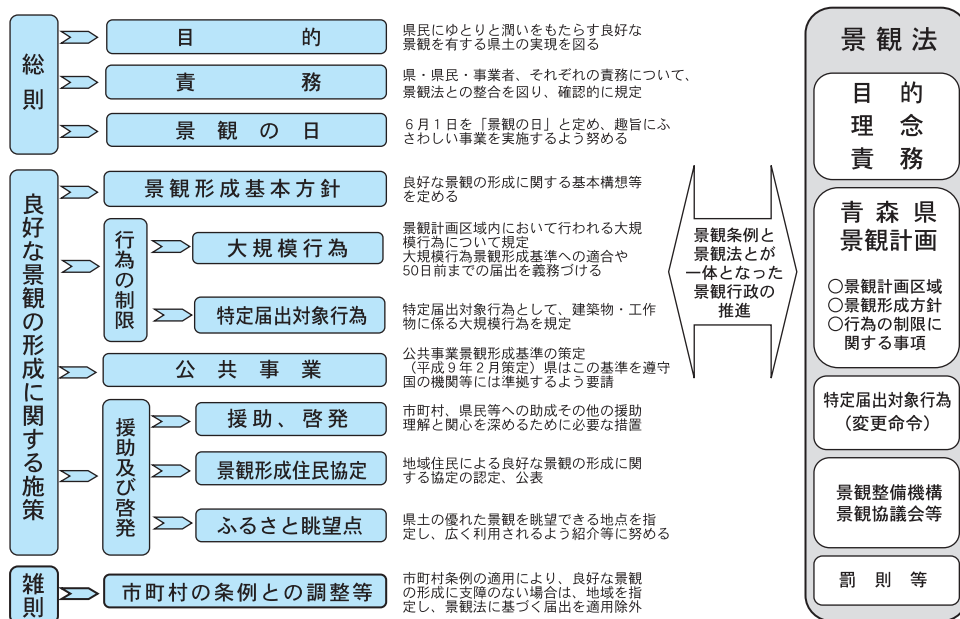 総則
目的
県民にゆとりと潤いをもたらす良好な
景観を有する県土の実現を図る
責務
県・県民・事業者、それぞれの責務について、
景観法との整合を図り、確認的に規定
景観の日
６月１日を「景観の日」と定め、趣旨にふ
さわしい事業を実施するよう努める
良好な景観の形成に関する施策
景観形成基本方針
良好な景観の形成に関する基本構想等
を定める
行為の制限
大規模行為
景観計画区域内において行われる大規
模行為について規定
大規模行為景観形成基準への適合や
50日前までの届出を義務づける
特定届出対象行為
特定届出対象行為として、建築物・工作
物に係る大規模行為を規定
公共事業
公共事業景観形成基準の策定
（平成９年２月策定）県はこの基準を遵守
国の機関等には準拠するよう要請
援助及び啓発
援助、啓発
市町村、県民等への助成その他の援助
理解と関心を深めるために必要な措置
景観形成住民協定
地域住民による良好な景観の形成に関
する協定の認定、公表
ふるさと眺望点
県土の優れた景観を眺望できる地点を指
定し、広く利用されるよう紹介等に努める
雑則
市町村の条例との調整等
市町村条例の適用により、良好な景観
の形成に支障のない場合は、地域を指
定し、景観法に基づく届出を適用除外
景観条例と
景観法とが
一体となった
景観行政の
推進
景観法
目的
理念
責務
青森県
景観計画
○景観計画区域
○景観形成方針
○行為の制限に
関する事項
特定届出対象行為
（変更命令）
景観整備機構
景観協議会等
罰則等